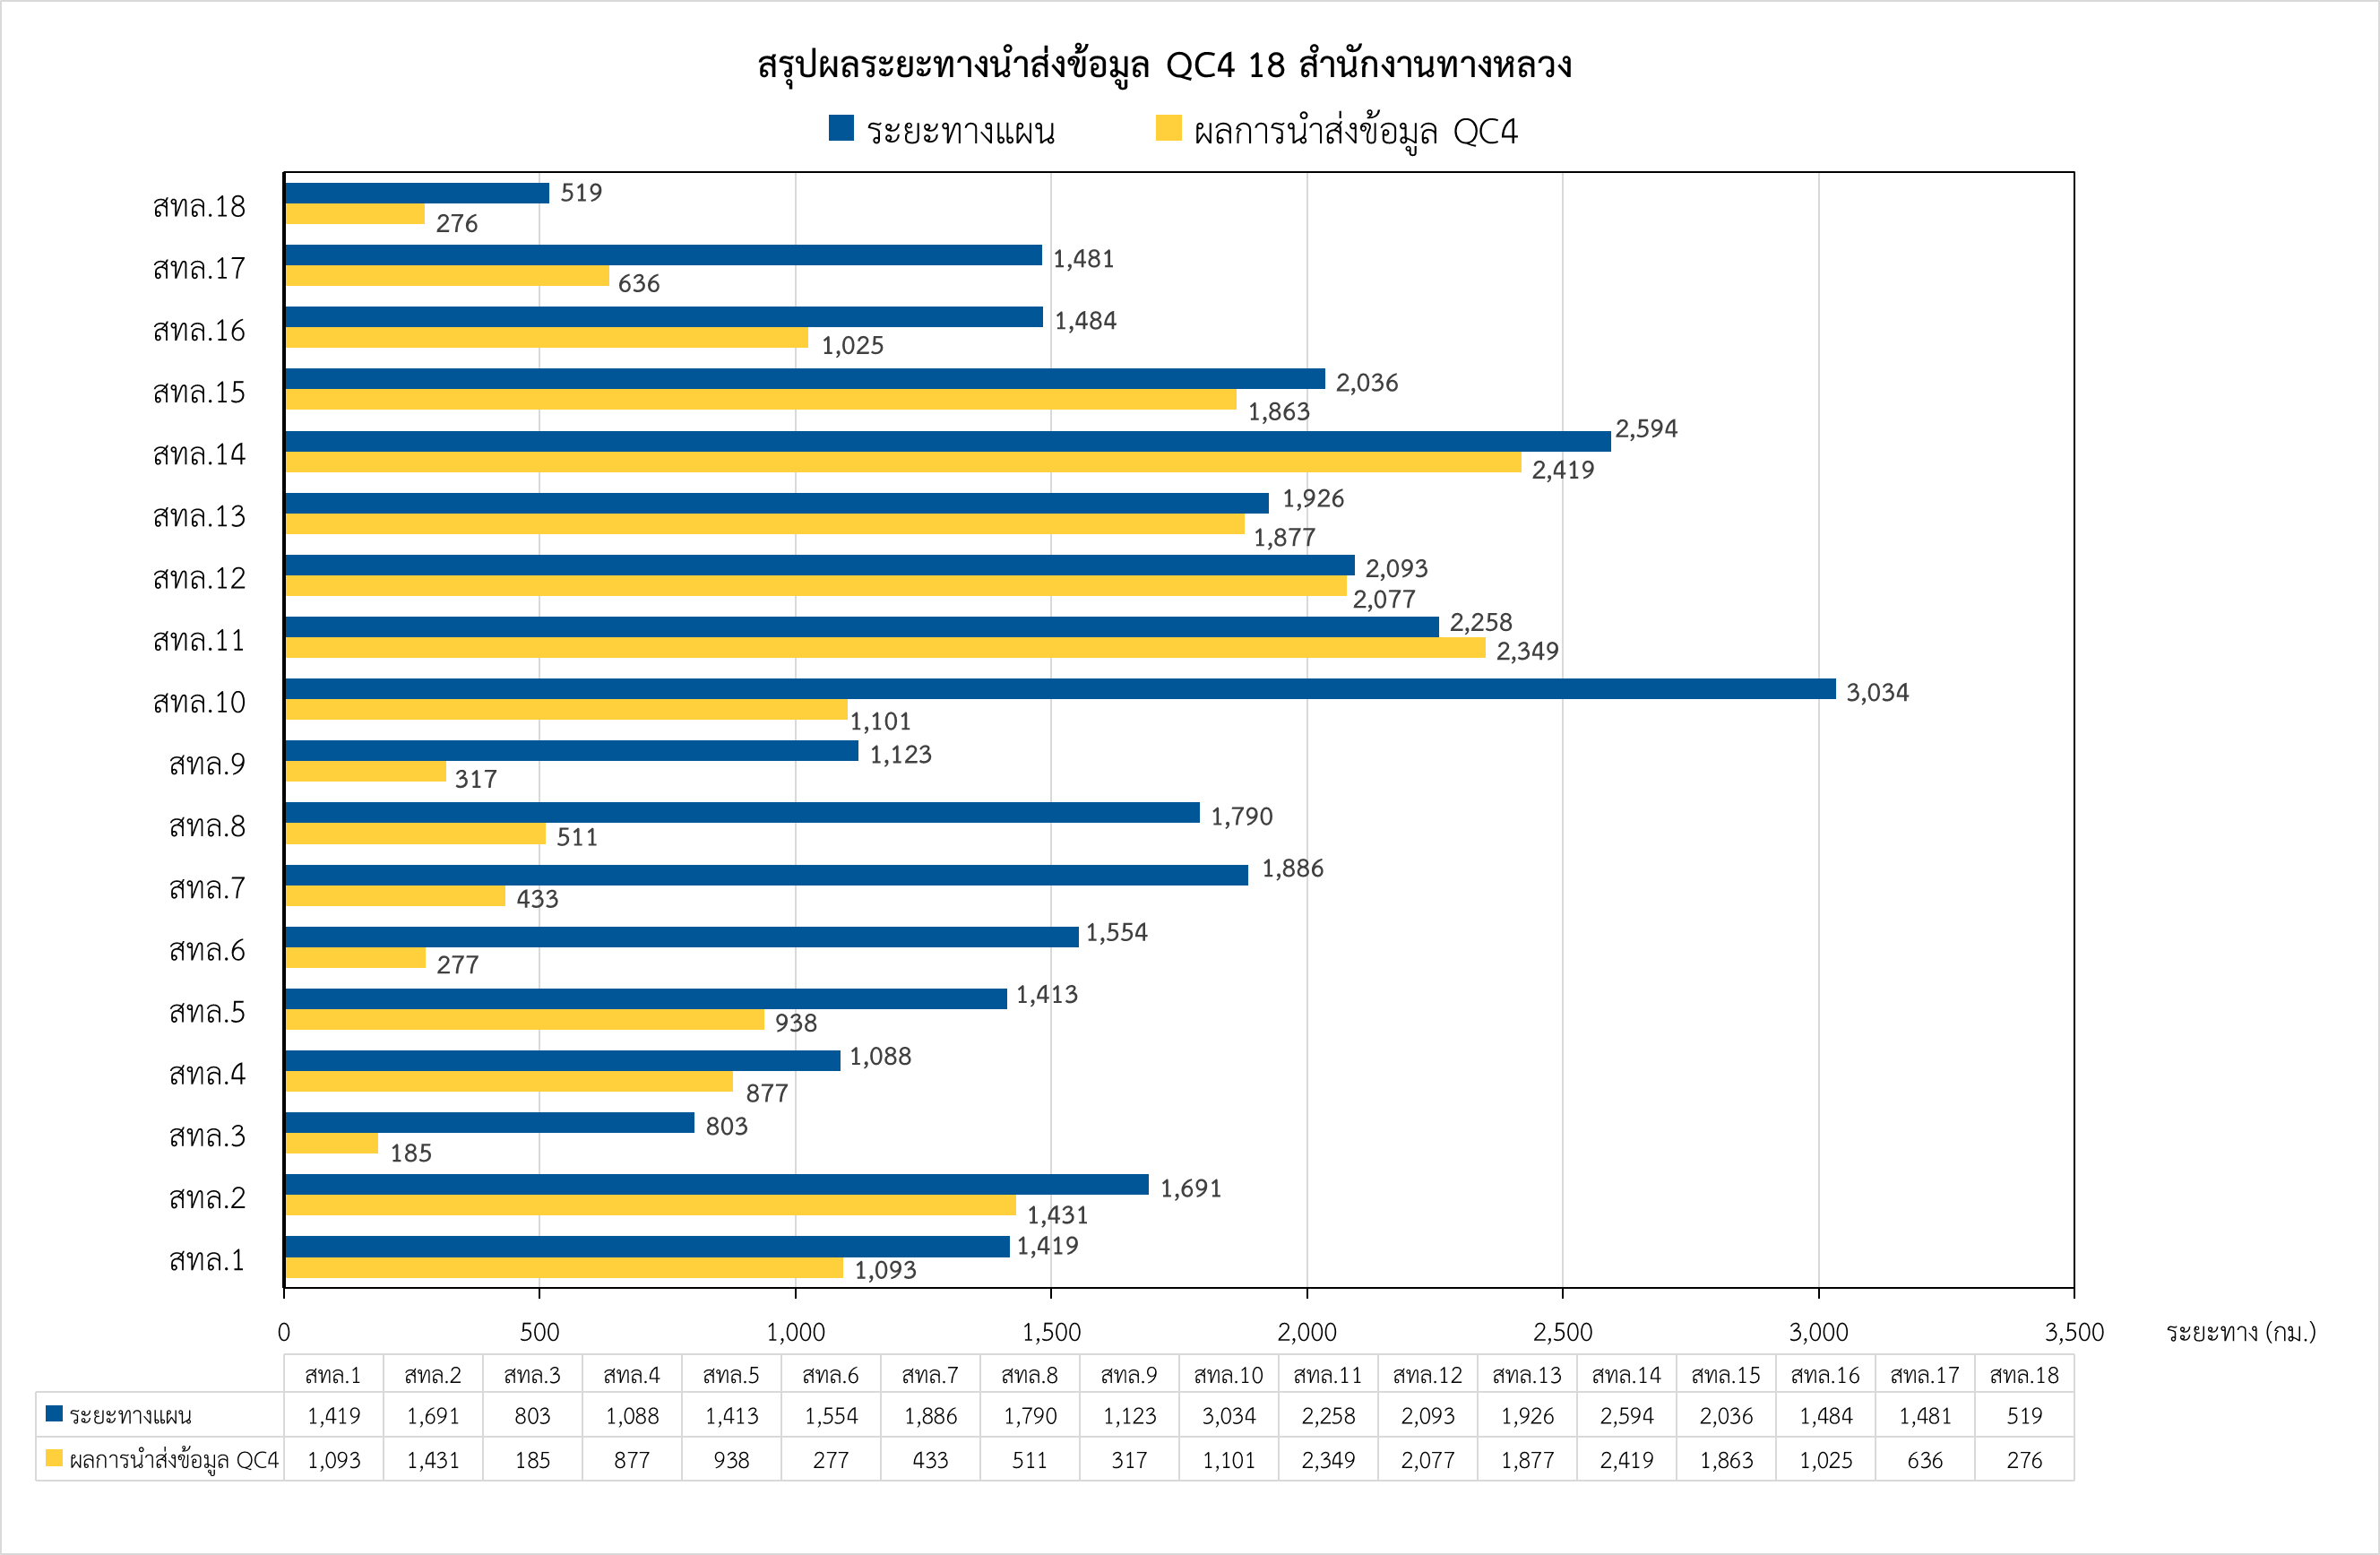 สรุปผลระยะทางนำส่งข้อมูล QC4 18 สำนักงานทางหลวง
ระยะทางแผน ผลการนำส่งข้อมูล QC4
สทล.18 519
276
สทล.17 1,481
636
สทล.16 1,484
1,025
สทล.15 2,036
1,863
สทล.14 2,594
2,419
สทล.13 1,926
1,877
สทล.12 2,093
2,077
สทล.11 2,258
2,349
สทล.10 3,034
1,101
สทล.9 1,123
317
สทล.8 1,790
511
สทล.7 1,886
433
สทล.6 1,554
277
สทล.5 1,413
938
สทล.4 1,088
877
สทล.3 803
185
สทล.2 1,691
1,431
สทล.1 1,419
1,093
0 500 1,000 1,500 2,000 2,500 3,000 3,500 ระยะทาง (กม.)
สทล.1 สทล.2 สทล.3 สทล.4 สทล.5 สทล.6 สทล.7 สทล.8 สทล.9 สทล.10 สทล.11 สทล.12 สทล.13 สทล.14 สทล.15 สทล.16 สทล.17 สทล.18
ระยะทางแผน 1,419 1,691 803 1,088 1,413 1,554 1,886 1,790 1,123 3,034 2,258 2,093 1,926 2,594 2,036 1,484 1,481 519
ผลการนำส่งข้อมูล QC4 1,093 1,431 185 877 938 277 433 511 317 1,101 2,349 2,077 1,877 2,419 1,863 1,025 636 276